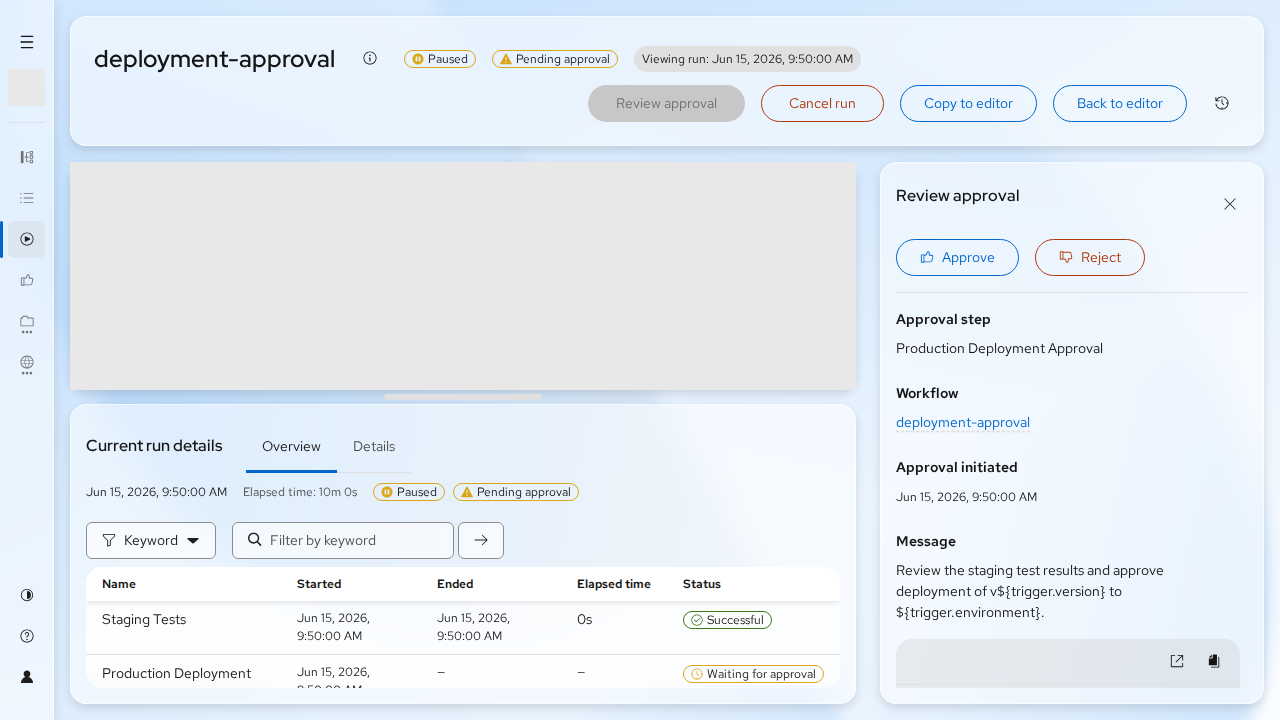 deployment-approval
Paused
Pending approval
Viewing run: Jun 15, 2026, 9:50:00 AM
Review approval
Cancel run
Copy to editor
Back to editor
Current run details
Overview
Details
Jun 15, 2026, 9:50:00 AM
Elapsed time: 10m 0s
Paused
Pending approval
Keyword
Filter by keyword
Name
Started
Ended
Elapsed time
Status
Staging Tests
Jun 15, 2026,
9:50:00 AM
Jun 15, 2026,
9:50:00 AM
0s
Successful
Production Deployment
Jun 15, 2026,
9:50:00 AM
–
–
Waiting for approval
Review approval
Approve
Reject
Approval step
Production Deployment Approval
Workflow
deployment-approval
Approval initiated
Jun 15, 2026, 9:50:00 AM
Message
Review the staging test results and approve
deployment of v${trigger.version} to
${trigger.environment}.